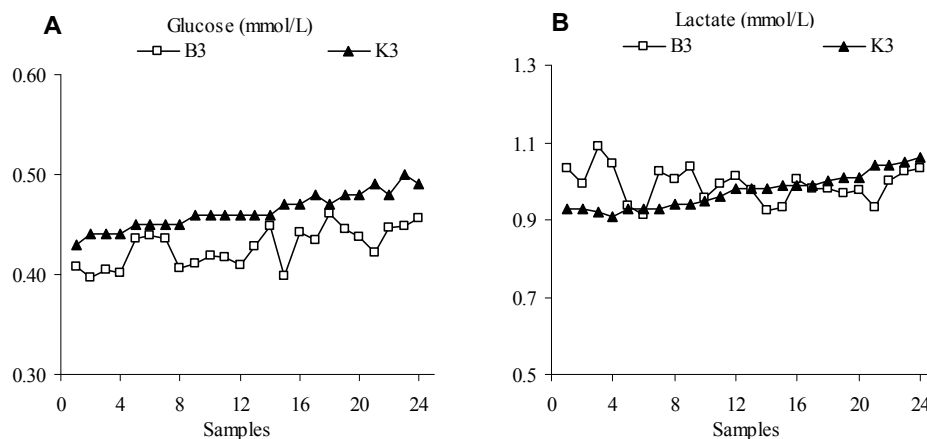 A
Glucose (mmol/L)
B3 K3
0.60
0.50
0.40
0.30
0 4 8 12 16 20 24
Samples
B
Lactate (mmol/L)
B3 K3
1.3
1.1
0.9
0.7
0.5
0 4 8 12 16 20 24
Samples